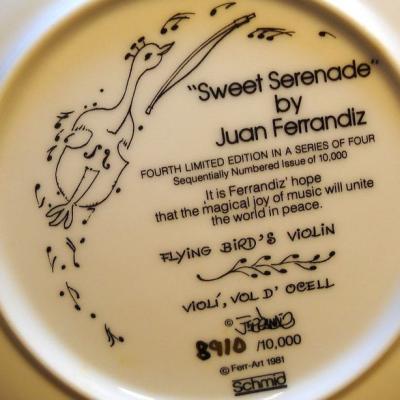 "Sweet Serenade"
by
Juan Ferrandiz
FOURTH LIMITED EDITION IN A SERIES OF FOUR
Sequentially Numbered Issue of 10,000
It is Ferrandiz' hope
that the magical joy of music will unite
the world in peace.
FLYING BIRD'S VIOLIN
VIOLÍ, VOL D' OCELL
©
8910/10,000
© Ferr-Art 1981
Schmid